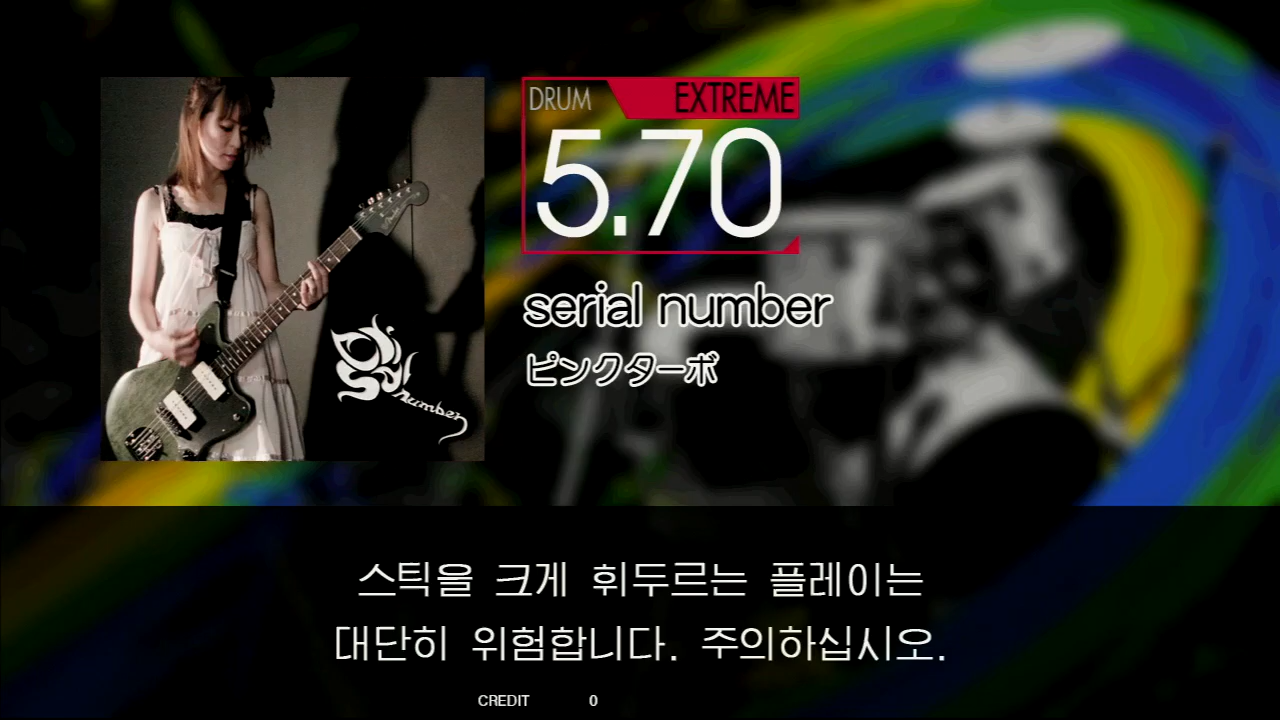 DRUM EXTREME
5.70
serial number
ピンクターボ
number
스틱을 크게 휘두르는 플레이는
대단히 위험합니다. 주의하십시오.
CREDIT 0